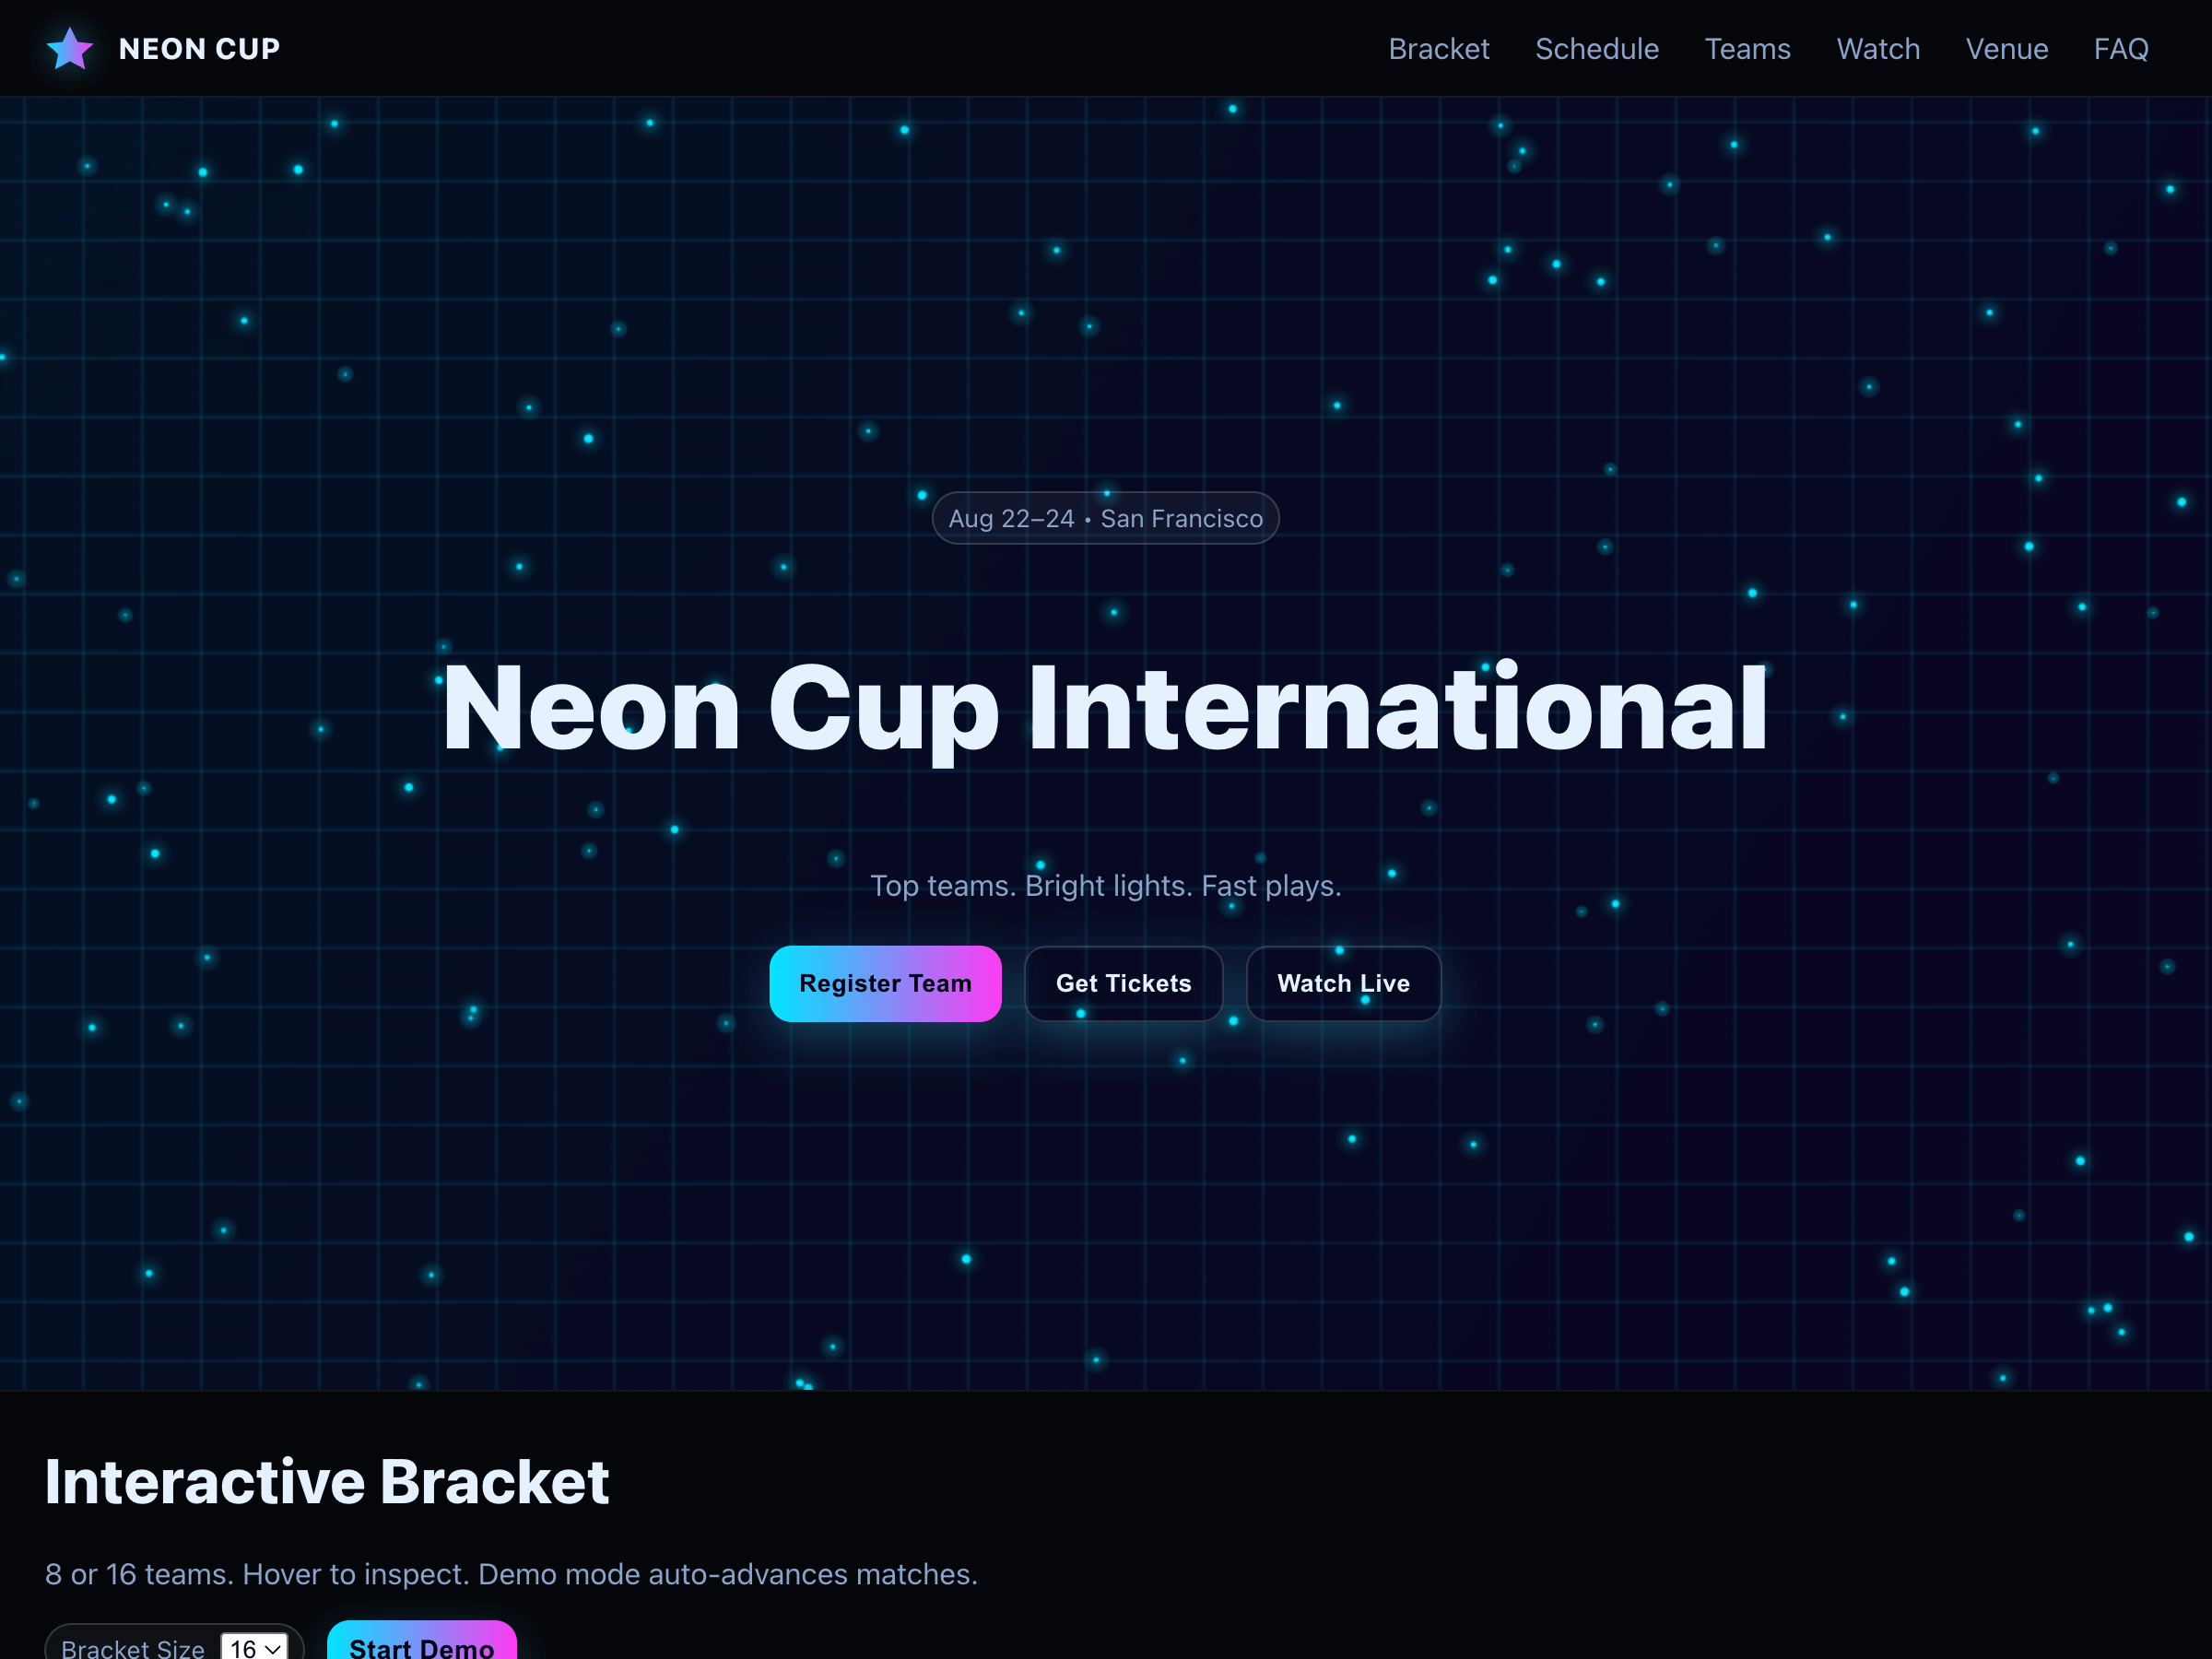 NEON CUP
Bracket Schedule Teams Watch Venue FAQ
Aug 22–24 • San Francisco
Neon Cup International
Top teams. Bright lights. Fast plays.
Register Team Get Tickets Watch Live
Interactive Bracket
8 or 16 teams. Hover to inspect. Demo mode auto-advances matches.
Bracket Size 16 Start Demo